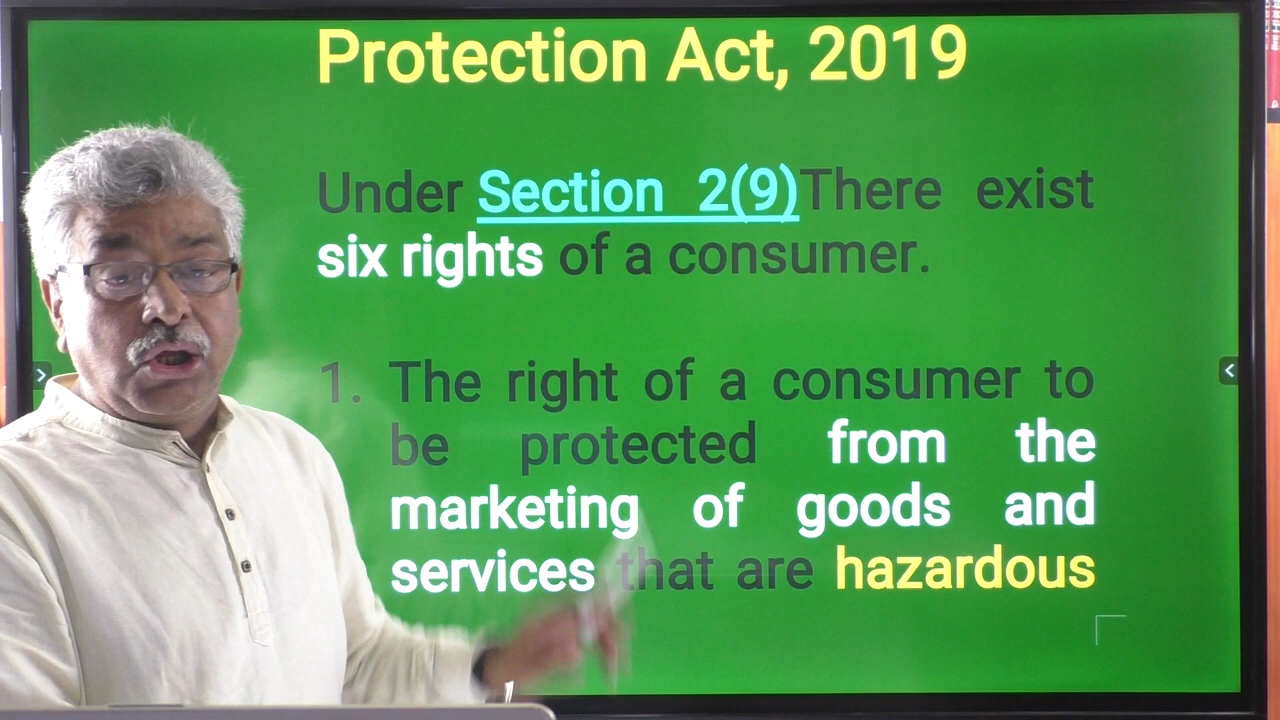 Protection Act, 2019
Under Section 2(9)There exist
six rights of a consumer.
1. The right of a consumer to
be protected from the
marketing of goods and
services that are hazardous